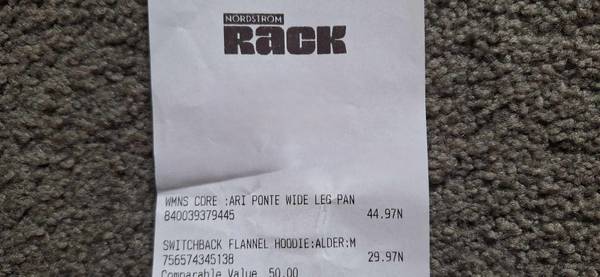 NORDSTROM
Rack
WMNS CORE :ARI PONTE WIDE LEG PAN
840039379445 44.97N
SWITCHBACK FLANNEL HOODIE:ALDER:M
756574345138 29.97N
Comparable Value 50.00